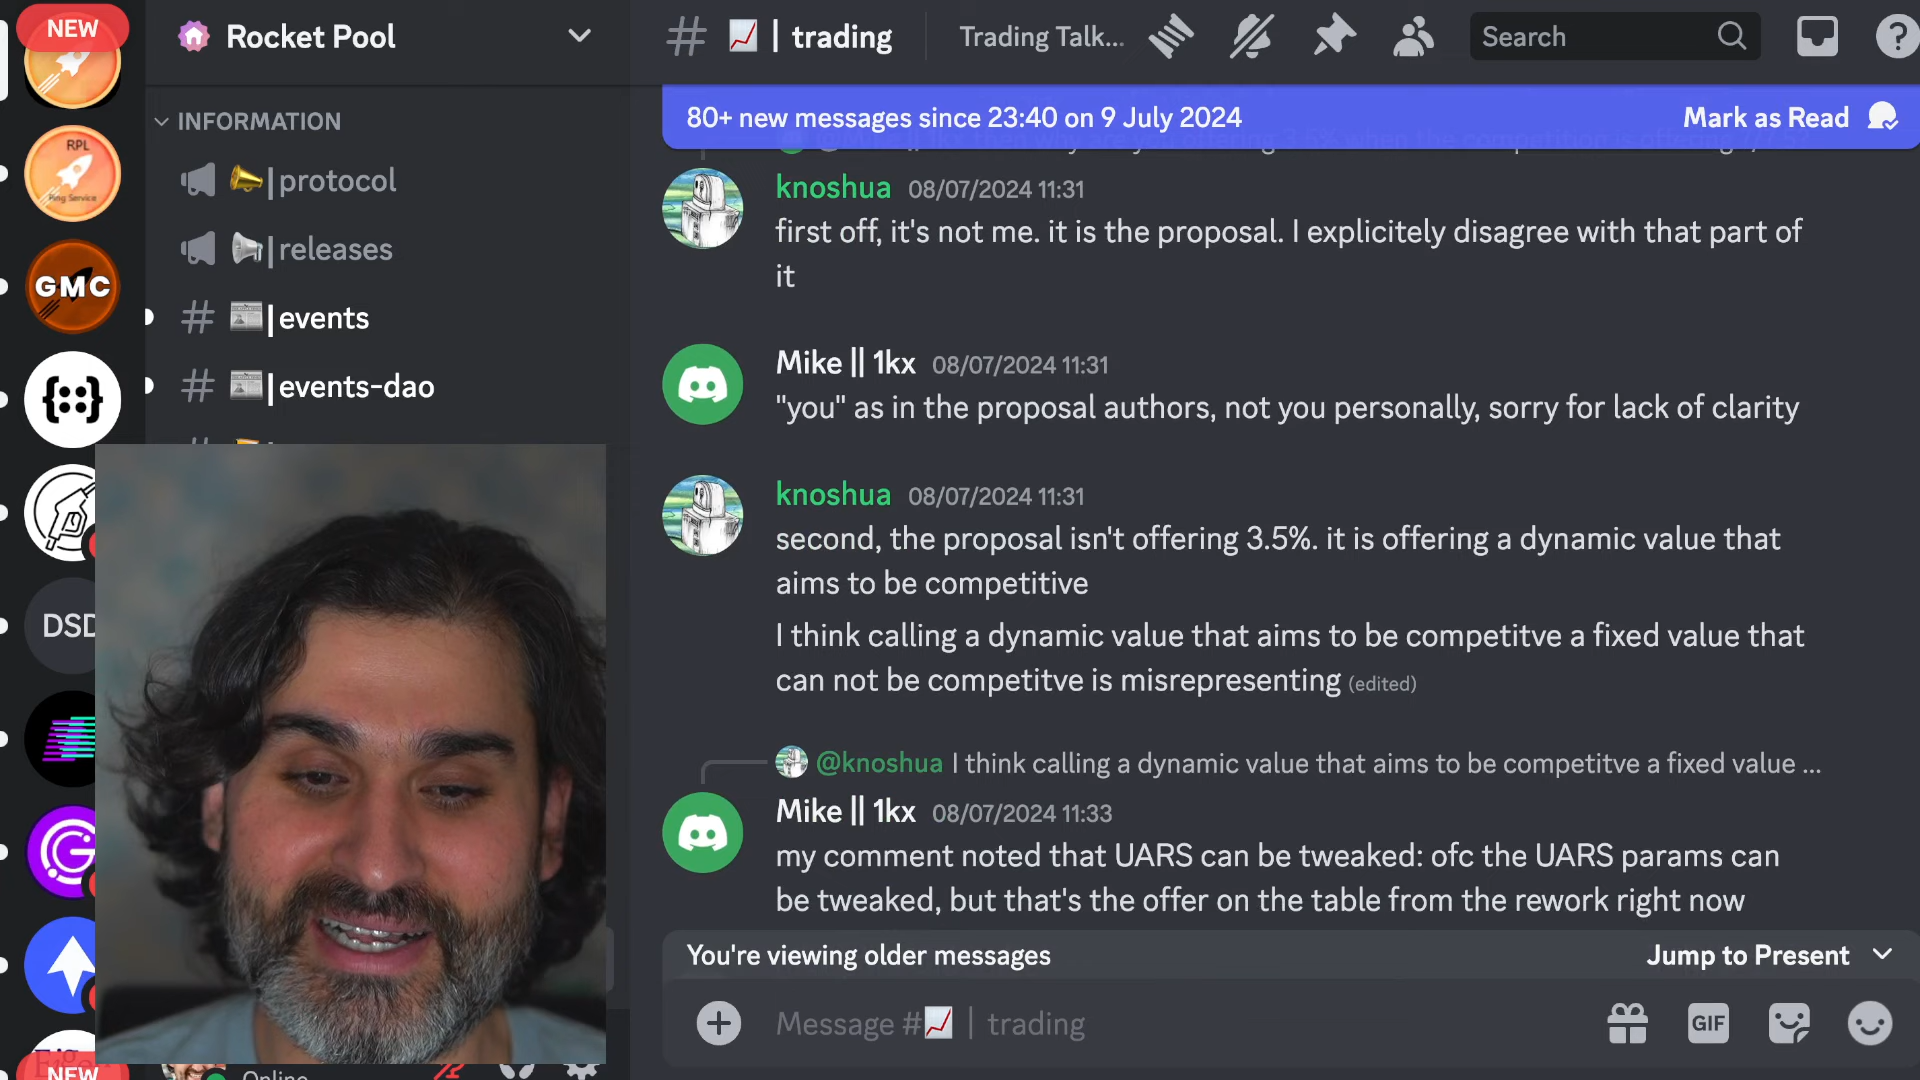 NEW
Rocket Pool
# | trading
Trading Talk...
Search
?
80+ new messages since 23:40 on 9 July 2024
Mark as Read
INFORMATION
RPL
Ping Service
|protocol
GMC
|releases
# |events
# |events-dao
DSD
knoshua 08/07/2024 11:31
first off, it's not me. it is the proposal. I explicitely disagree with that part of
it
Mike || 1kx 08/07/2024 11:31
"you" as in the proposal authors, not you personally, sorry for lack of clarity
knoshua 08/07/2024 11:31
second, the proposal isn't offering 3.5%. it is offering a dynamic value that
aims to be competitive
I think calling a dynamic value that aims to be competitve a fixed value that
can not be competitve is misrepresenting (edited)
@knoshua I think calling a dynamic value that aims to be competitve a fixed value ...
Mike || 1kx 08/07/2024 11:33
my comment noted that UARS can be tweaked: ofc the UARS params can
be tweaked, but that's the offer on the table from the rework right now
You're viewing older messages
Jump to Present
Message # | trading
GIF
NEW
Online